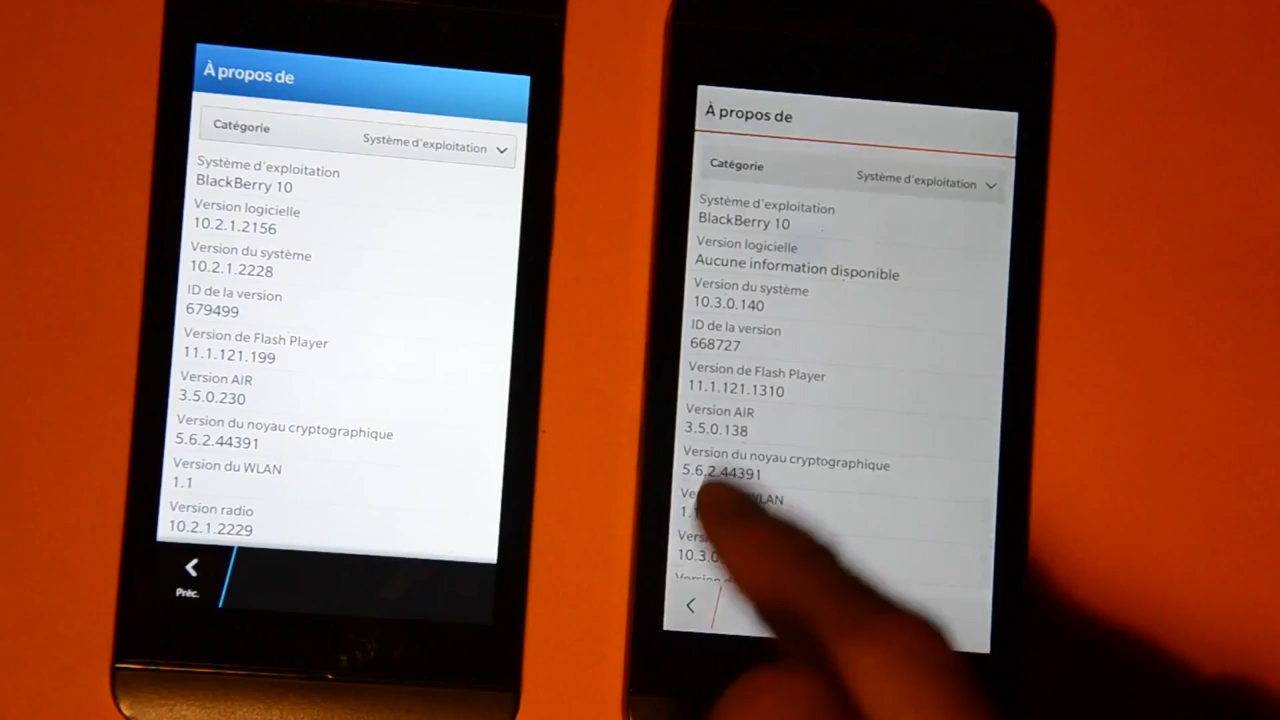 À propos de
Catégorie
Système d'exploitation
Système d'exploitation
BlackBerry 10
Version logicielle
10.2.1.2156
Version du système
10.2.1.2228
ID de la version
679499
Version de Flash Player
11.1.121.199
Version AIR
3.5.0.230
Version du noyau cryptographique
5.6.2.44391
Version du WLAN
1.1
Version radio
10.2.1.2229
Préc.
À propos de
Catégorie
Système d'exploitation
Système d'exploitation
BlackBerry 10
Version logicielle
Aucune information disponible
Version du système
10.3.0.140
ID de la version
668727
Version de Flash Player
11.1.121.1310
Version AIR
3.5.0.138
Version du noyau cryptographique
5.6.2.44391
WLAN